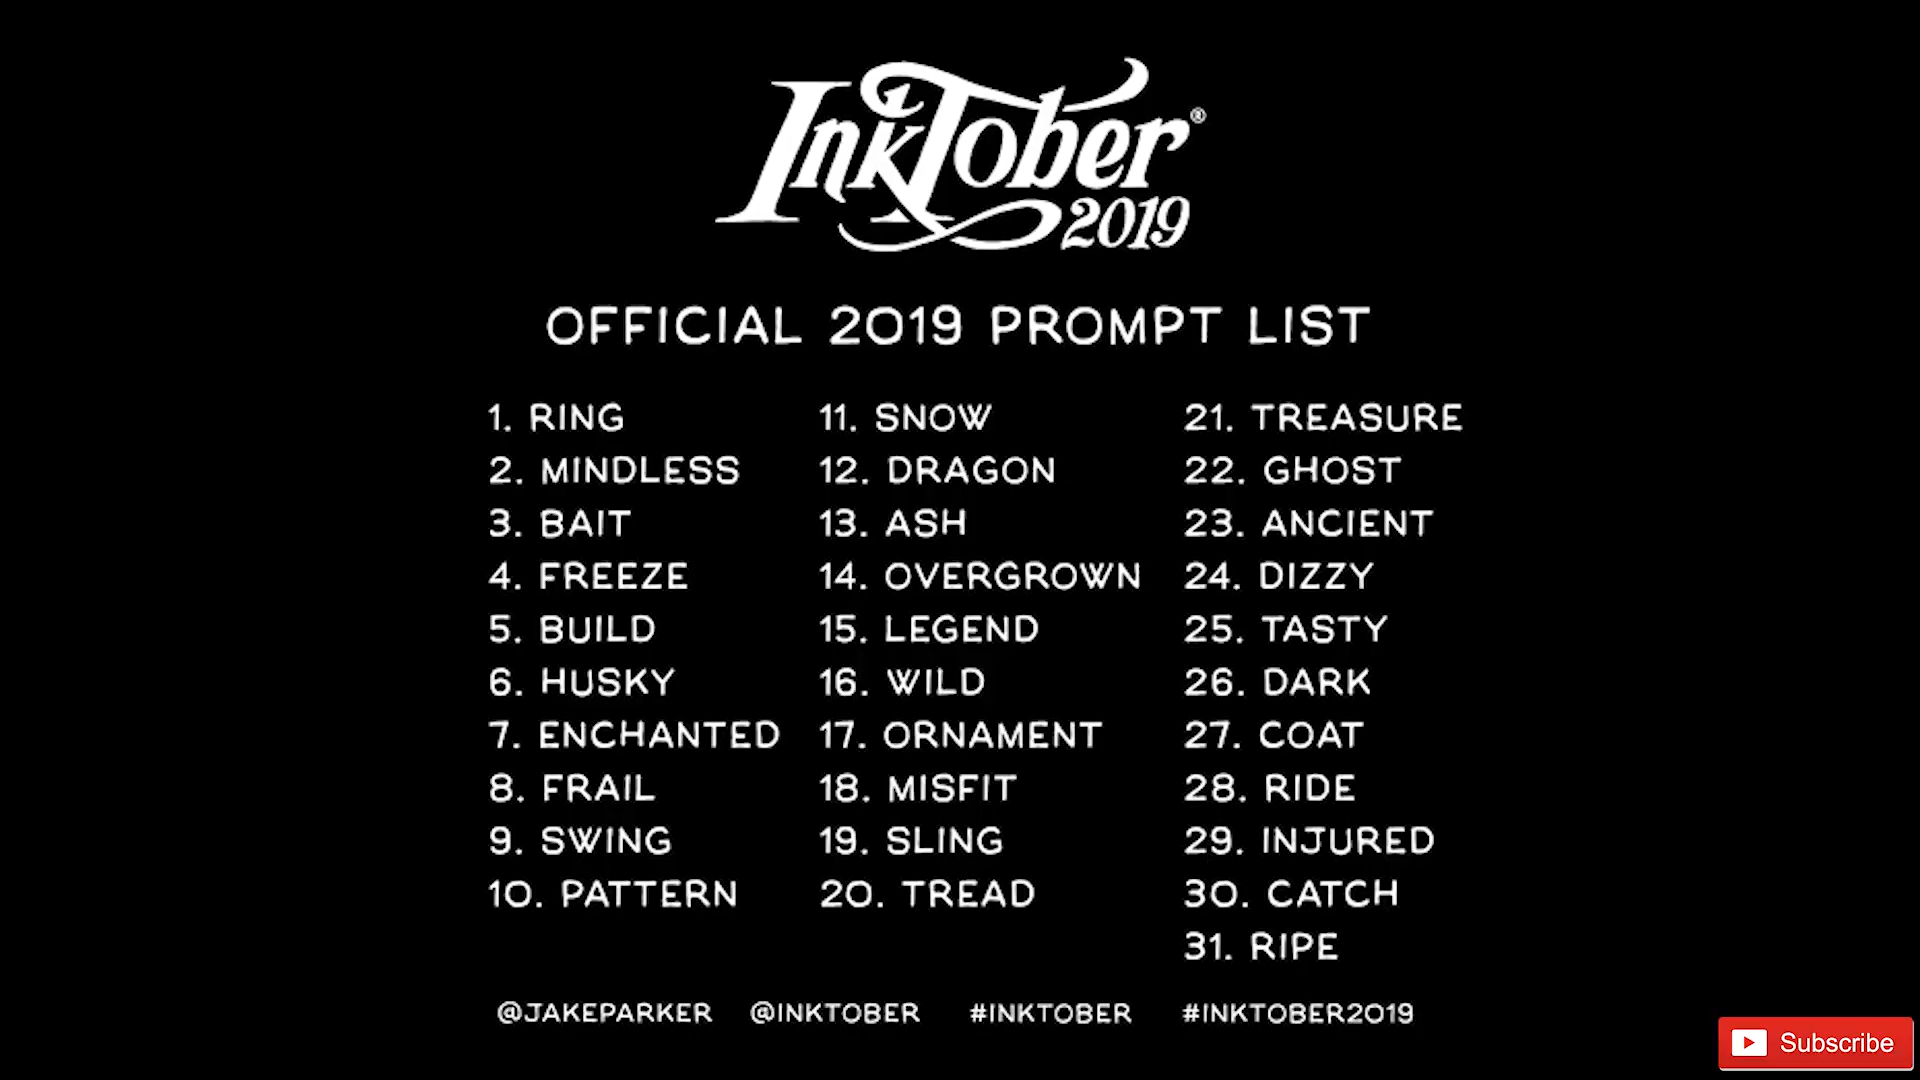 InkTober®
2019
OFFICIAL 2019 PROMPT LIST
1. RING
2. MINDLESS
3. BAIT
4. FREEZE
5. BUILD
6. HUSKY
7. ENCHANTED
8. FRAIL
9. SWING
10. PATTERN
11. SNOW
12. DRAGON
13. ASH
14. OVERGROWN
15. LEGEND
16. WILD
17. ORNAMENT
18. MISFIT
19. SLING
20. TREAD
21. TREASURE
22. GHOST
23. ANCIENT
24. DIZZY
25. TASTY
26. DARK
27. COAT
28. RIDE
29. INJURED
30. CATCH
31. RIPE
@JAKEPARKER @INKTOBER #INKTOBER #INKTOBER2019
Subscribe